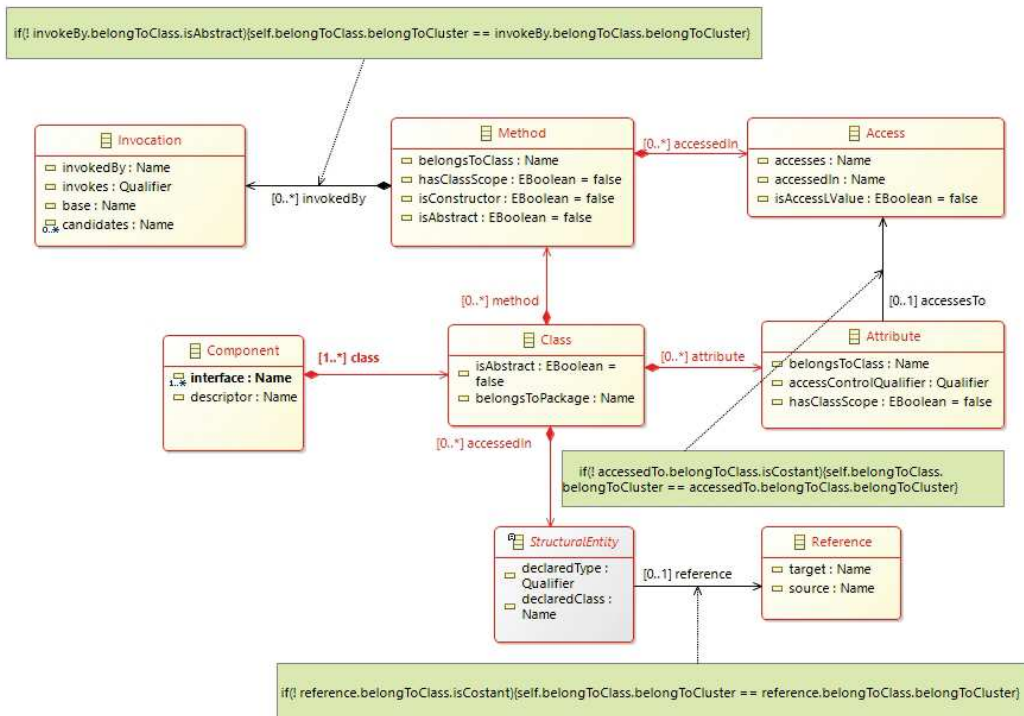 if(! invokeBy.belongToClass.isAbstract){self.belongToClass.belongToCluster == invokeBy.belongToClass.belongToCluster}
Invocation
invokedBy : Name
invokes : Qualifier
base : Name
0..* candidates : Name
[0..*] invokedBy
Method
belongsToClass : Name
hasClassScope : EBoolean = false
isConstructor : EBoolean = false
isAbstract : EBoolean = false
[0..*] accessedIn
Access
accesses : Name
accessedIn : Name
isAccessLValue : EBoolean = false
[0..*] method
[0..1] accessesTo
Component
1..* interface : Name
descriptor : Name
[1..*] class
Class
isAbstract : EBoolean =
false
belongsToPackage : Name
[0..*] attribute
Attribute
belongsToClass : Name
accessControlQualifier : Qualifier
hasClassScope : EBoolean = false
[0..*] accessedIn
if(! accessedTo.belongToClass.isCostant){self.belongToClass.
belongToCluster == accessedTo.belongToClass.belongToCluster}
StructuralEntity
declaredType :
Qualifier
declaredClass :
Name
[0..1] reference
Reference
target : Name
source : Name
if(! reference.belongToClass.isCostant){self.belongToClass.belongToCluster == reference.belongToClass.belongToCluster}